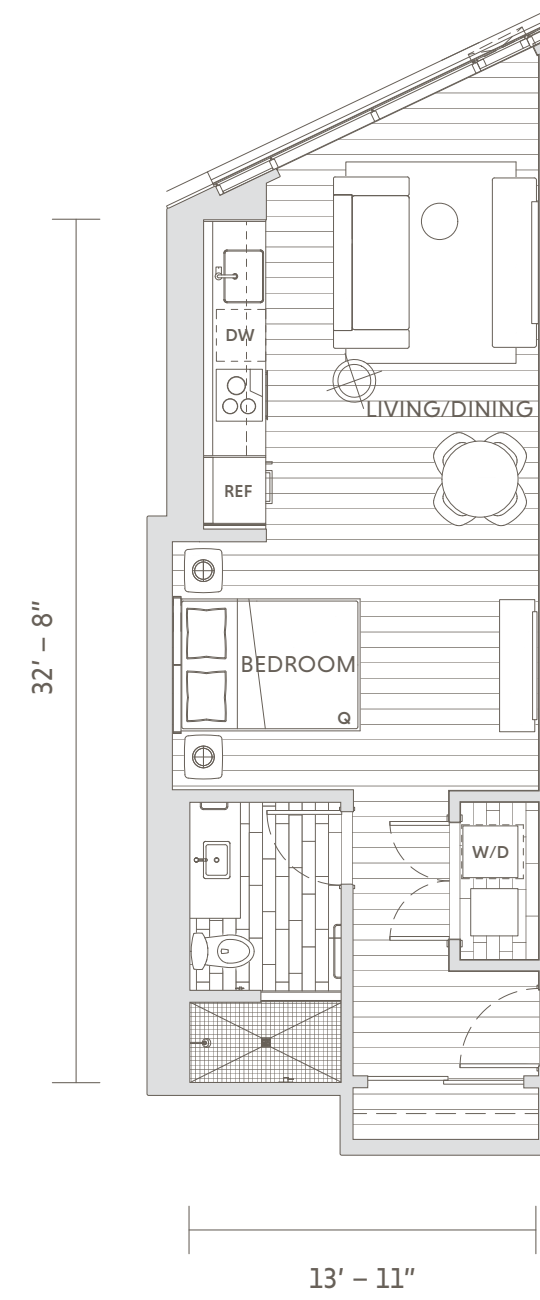 DW
LIVING/DINING
REF
32’ – 8”
BEDROOM
Q
W/D
13’ – 11”